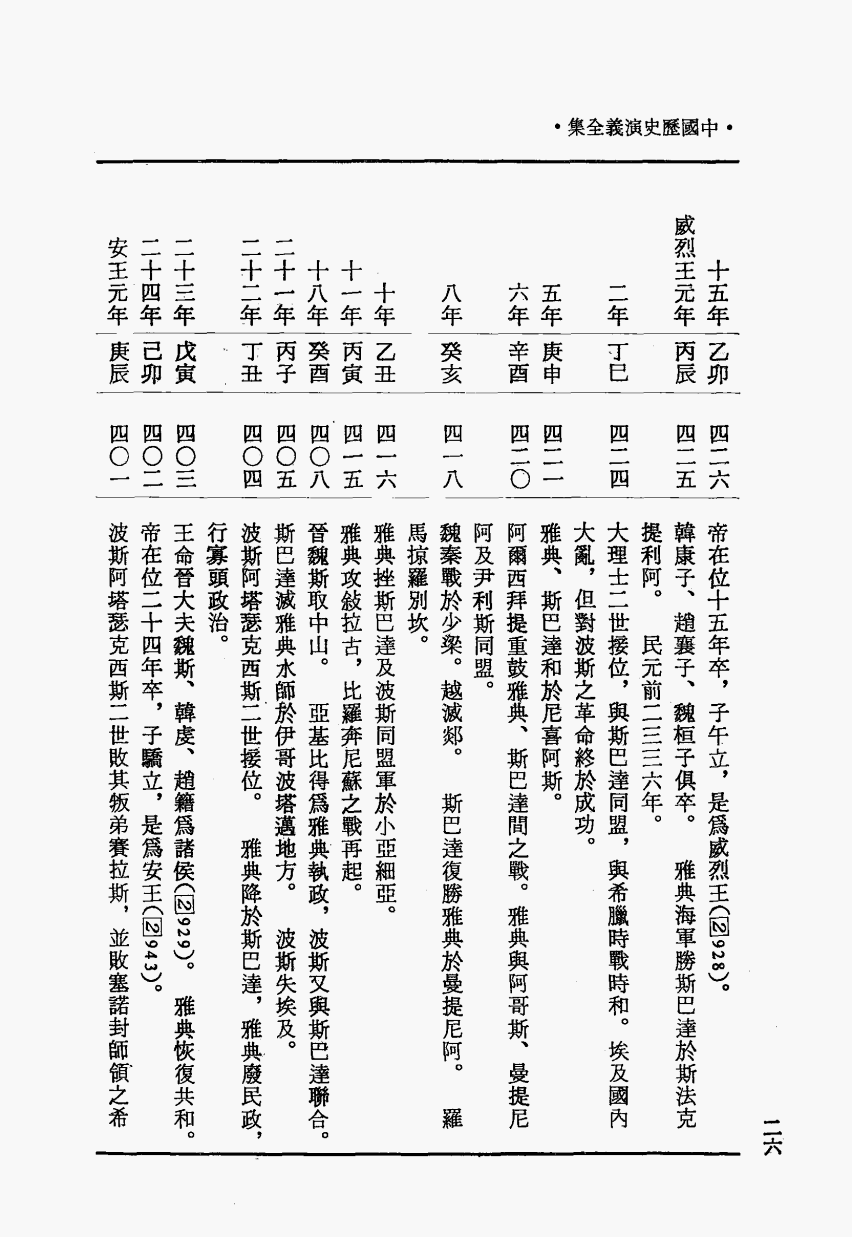 •中國歷史演義全集•
十五年 乙卯 四二六 帝在位十五年卒，子午立，是爲威烈王(②928)。
威烈王元年 丙辰 四二五 韓康子、趙襄子、魏桓子俱卒。 雅典海軍勝斯巴達於斯法克
提利阿。 民元前二三三六年。
二年 丁巳 四二四 大理士二世接位，與斯巴達同盟，與希臘時戰時和。埃及國內
大亂，但對波斯之革命終於成功。
五年 庚申 四二一 雅典、斯巴達和於尼喜阿斯。
六年 辛酉 四二〇 阿爾西拜提重鼓雅典、斯巴達間之戰。雅典與阿哥斯、曼提尼
阿及尹利斯同盟。
八年 癸亥 四一八 魏秦戰於少梁。越滅郯。 斯巴達復勝雅典於曼提尼阿。 羅
馬掠羅別坎。
十年 乙丑 四一六 雅典挫斯巴達及波斯同盟軍於小亞細亞。
十一年 丙寅 四一五 雅典攻敍拉古，比羅奔尼蘇之戰再起。
十八年 癸酉 四〇八 晉魏斯取中山。 亞基比得爲雅典執政，波斯又與斯巴達聯合。
二十一年 丙子 四〇五 斯巴達滅雅典水師於伊哥波塔邁地方。 波斯失埃及。
二十二年 丁丑 四〇四 波斯阿塔瑟克西斯二世接位。 雅典降於斯巴達，雅典廢民政，
行寡頭政治。
二十三年 戊寅 四〇三 王命晉大夫魏斯、韓虔、趙籍爲諸侯(②929)。 雅典恢復共和。
二十四年 己卯 四〇二 帝在位二十四年卒，子驕立，是爲安王(②943)。
安王元年 庚辰 四〇一 波斯阿塔瑟克西斯二世敗其叛弟賽拉斯，並敗塞諾封師領之希
二六